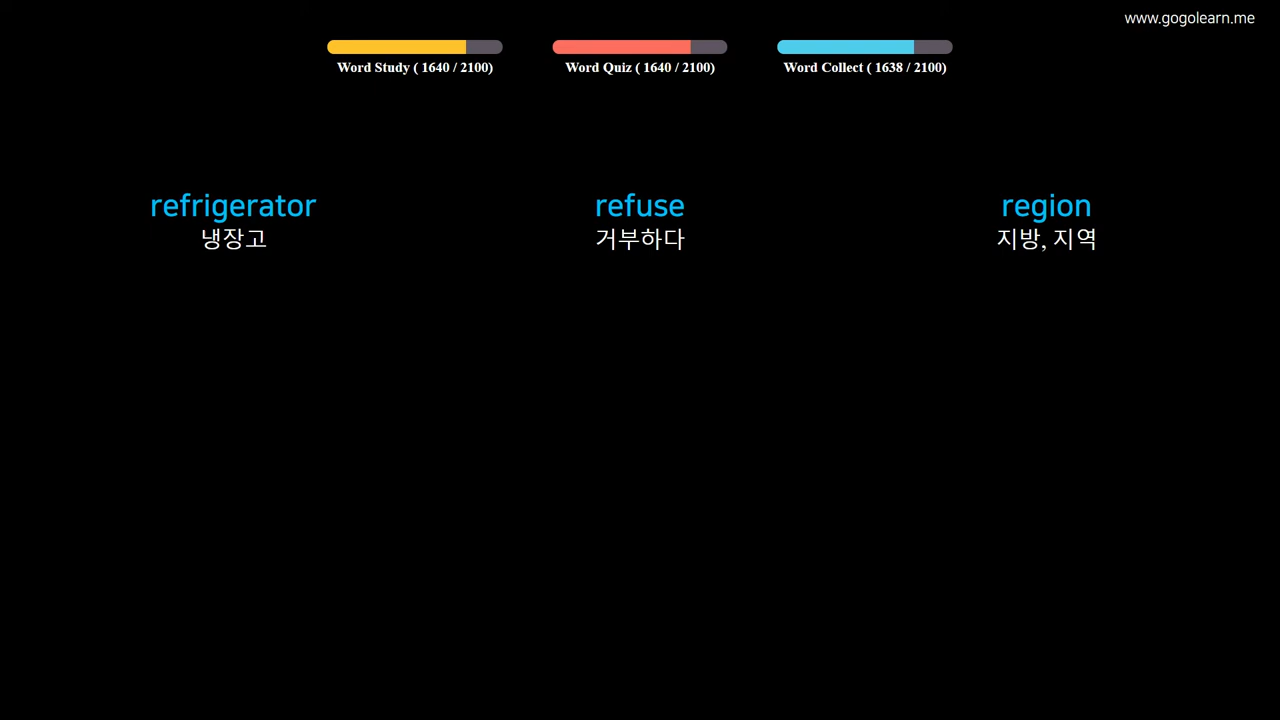 www.gogolearn.me
Word Study ( 1640 / 2100)
Word Quiz ( 1640 / 2100)
Word Collect ( 1638 / 2100)
refrigerator
냉장고
refuse
거부하다
region
지방, 지역